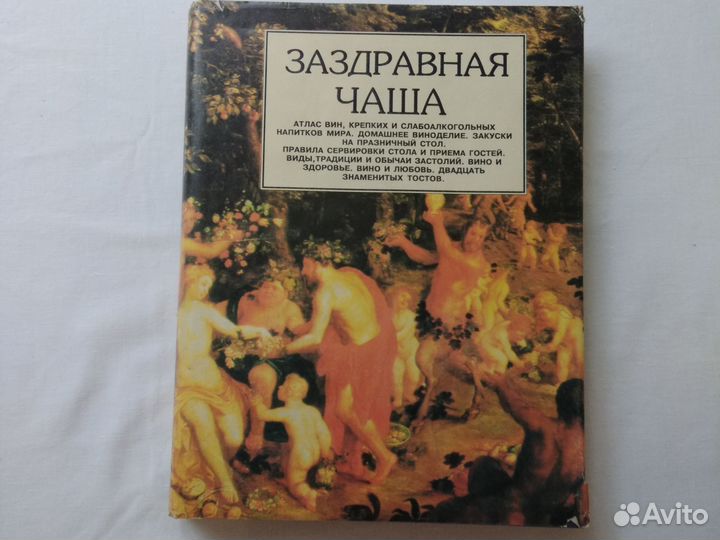 ЗАЗДРАВНАЯ
ЧАША
АТЛАС ВИН, КРЕПКИХ И СЛАБОАЛКОГОЛЬНЫХ
НАПИТКОВ МИРА. ДОМАШНЕЕ ВИНОДЕЛИЕ. ЗАКУСКИ
НА ПРАЗНИЧНЫЙ СТОЛ.
ПРАВИЛА СЕРВИРОВКИ СТОЛА И ПРИЕМА ГОСТЕЙ.
ВИДЫ,ТРАДИЦИИ И ОБЫЧАИ ЗАСТОЛИЙ. ВИНО И
ЗДОРОВЬЕ. ВИНО И ЛЮБОВЬ. ДВАДЦАТЬ
ЗНАМЕНИТЫХ ТОСТОВ.
Avito